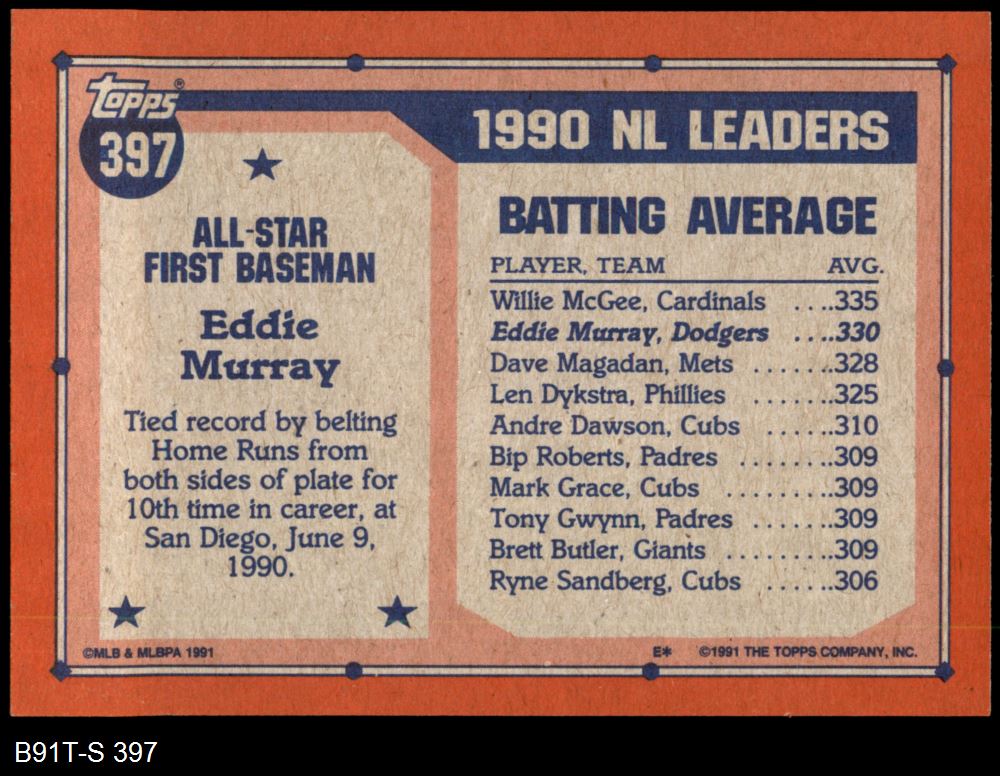 Topps®
397
ALL-STAR
FIRST BASEMAN
Eddie
Murray
Tied record by belting
Home Runs from
both sides of plate for
10th time in career, at
San Diego, June 9,
1990.
©MLB & MLBPA 1991
1990 NL LEADERS
BATTING AVERAGE
PLAYER, TEAM AVG.
Willie McGee, Cardinals ....335
Eddie Murray, Dodgers ....330
Dave Magadan, Mets .......328
Len Dykstra, Phillies .......325
Andre Dawson, Cubs ......310
Bip Roberts, Padres ........309
Mark Grace, Cubs .........309
Tony Gwynn, Padres .......309
Brett Butler, Giants .........309
Ryne Sandberg, Cubs ......306
E* ©1991 THE TOPPS COMPANY, INC.
B91T-S 397